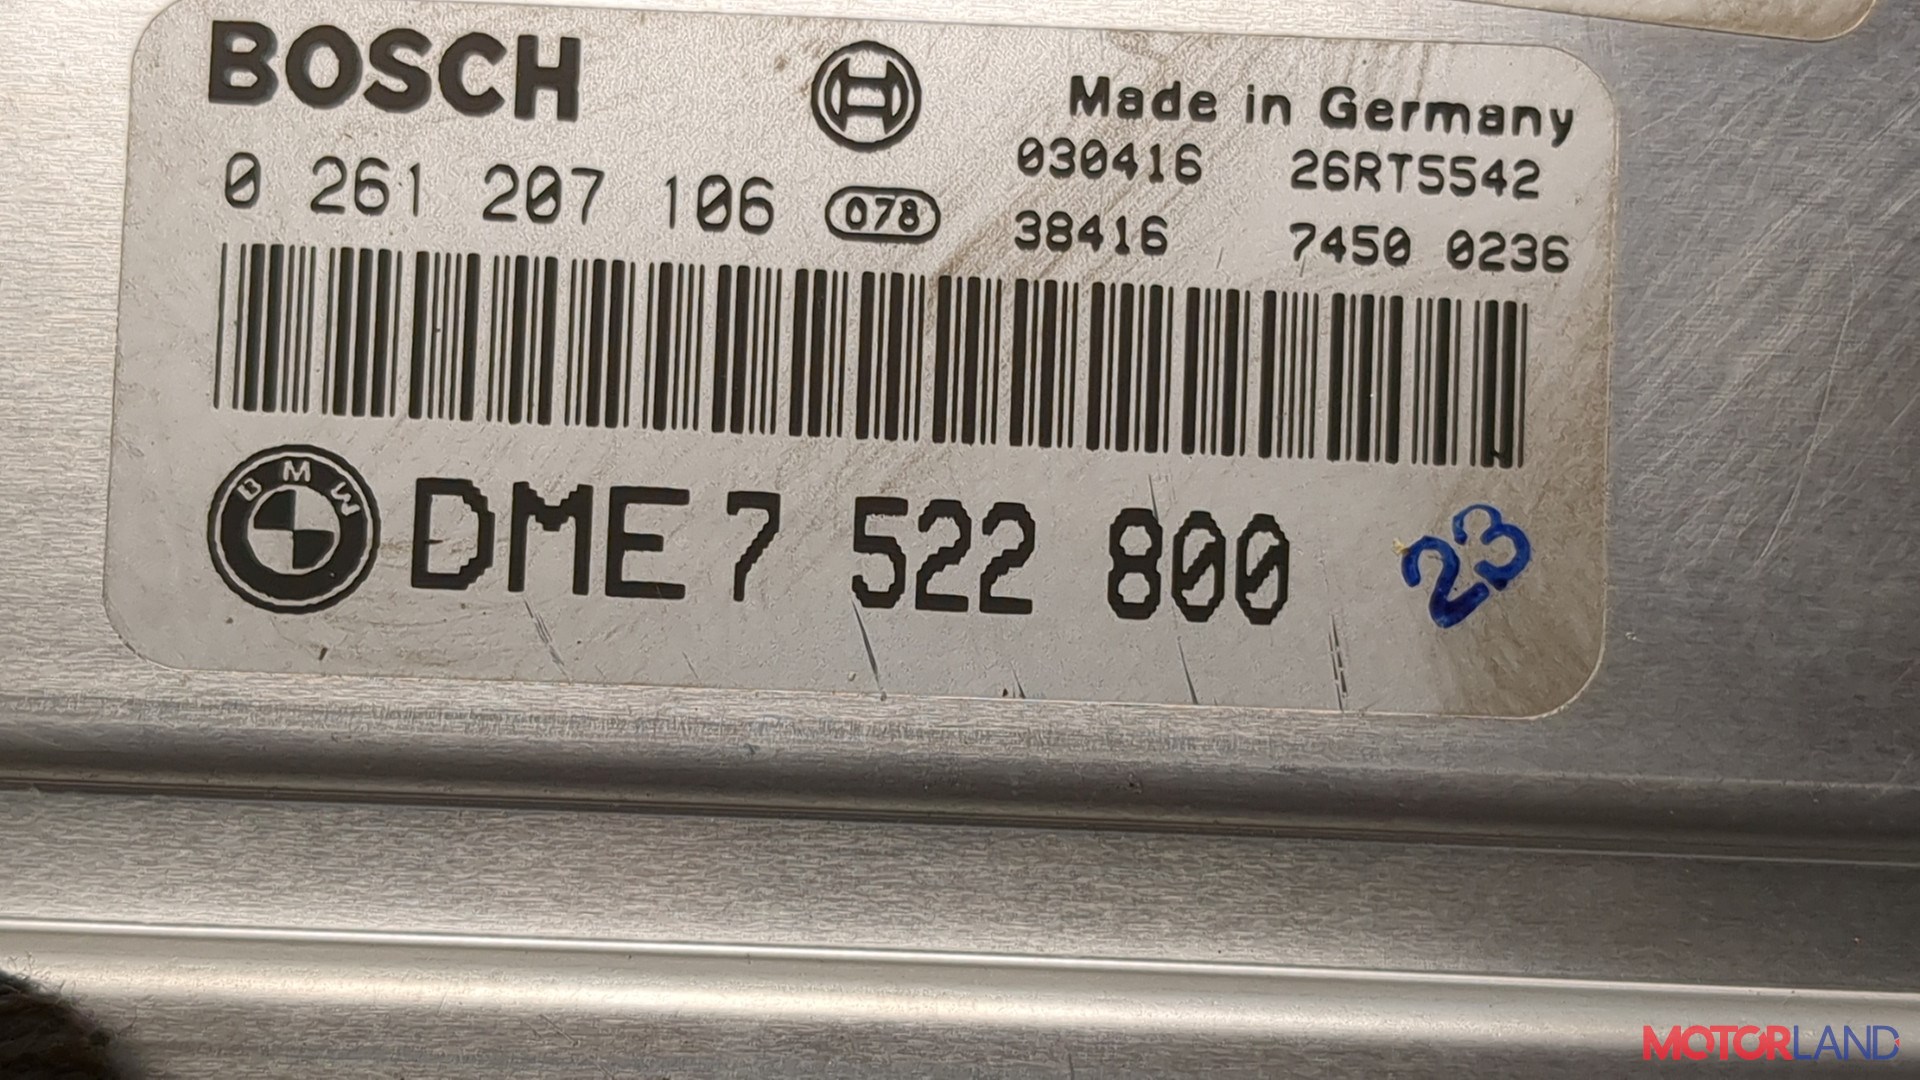 BOSCH
Made in Germany
0 261 207 106 078
030416 26RT5542
38416 7450 0236
BMW
DME 7 522 800
23
MOTORLAND